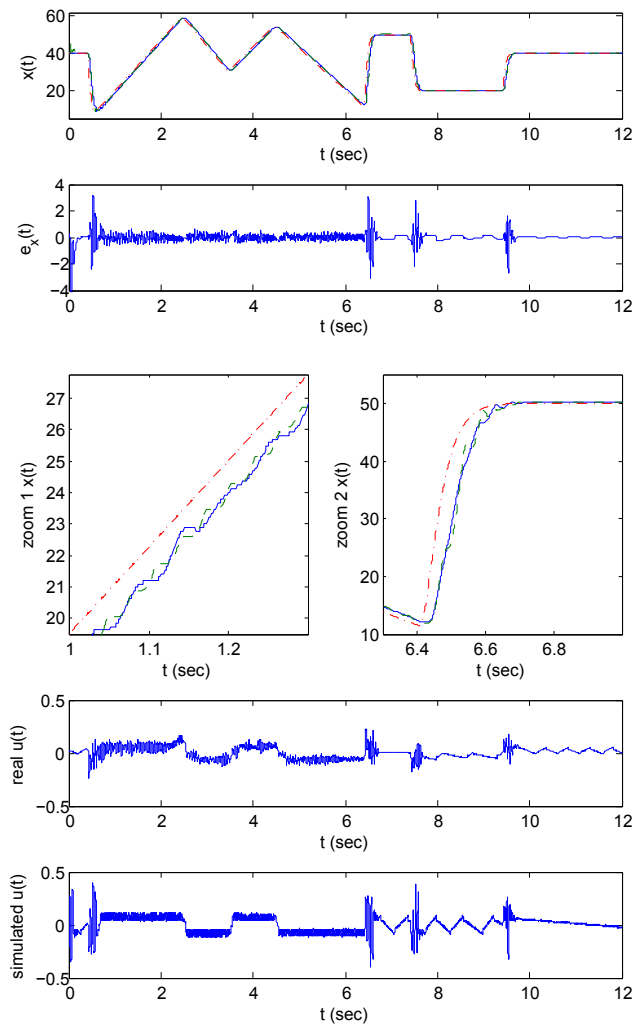 60
40
20
x(t)
0 2 4 6 8 10 12
t (sec)
4
2
0
−2
−4
e_x(t)
0 2 4 6 8 10 12
t (sec)
27
26
25
24
23
22
21
20
zoom 1 x(t)
1 1.1 1.2
t (sec)
50
40
30
20
10
zoom 2 x(t)
6.4 6.6 6.8
t (sec)
0.5
0
−0.5
real u(t)
0 2 4 6 8 10 12
t (sec)
0.5
0
−0.5
simulated u(t)
0 2 4 6 8 10 12
t (sec)